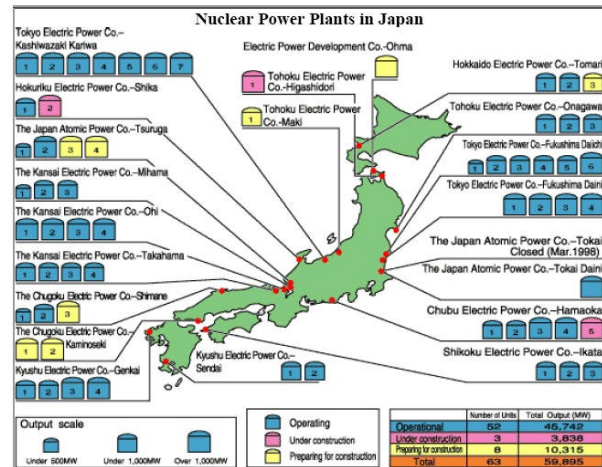 Nuclear Power Plants in Japan
Tokyo Electric Power Co.–
Kashiwazaki Kariwa
1 2 3 4 5 6 7
Hokuriku Electric Power Co.–Shika
1 2
The Japan Atomic Power Co.–Tsuruga
1 2 3 4
The Kansai Electric Power Co.–Mihama
1 2 3
The Kansai Electric Power Co.–Ohi
1 2 3 4
The Kansai Electric Power Co.–Takahama
1 2 3 4
The Chugoku Electric Power Co.–Shimane
1 2 3
The Chugoku Electric Power Co.–
Kaminoseki
1 2
Kyushu Electric Power Co.–Genkai
1 2 3 4
Electric Power Development Co.-Ohma
Tohoku Electric Power
Co.–Higashidori
1
Tohoku Electric Power
Co.–Maki
1
Kyushu Electric Power Co.–
Sendai
1 2
Hokkaido Electric Power Co.–Tomari
1 2 3
Tohoku Electric Power Co.–Onagawa
1 2 3
Tokyo Electric Power Co.–Fukushima Daiichi
1 2 3 4 5 6
Tokyo Electric Power Co.–Fukushima Daini
1 2 3 4
The Japan Atomic Power Co.–Tokai
Closed (Mar.1998)
The Japan Atomic Power Co.–Tokai Daini
Chubu Electric Power Co.–Hamaoka
1 2 3 4 5
Shikoku Electric Power Co.–Ikata
1 2 3
Output scale
Under 500MW
Under 1,000MW
Over 1,000MW
Operating
Under construction
Preparing for construction
Number of Units Total Output (MW)
Operational 52 45,742
Under construction 3 3,838
Preparing for construction 8 10,315
Total 63 59,895